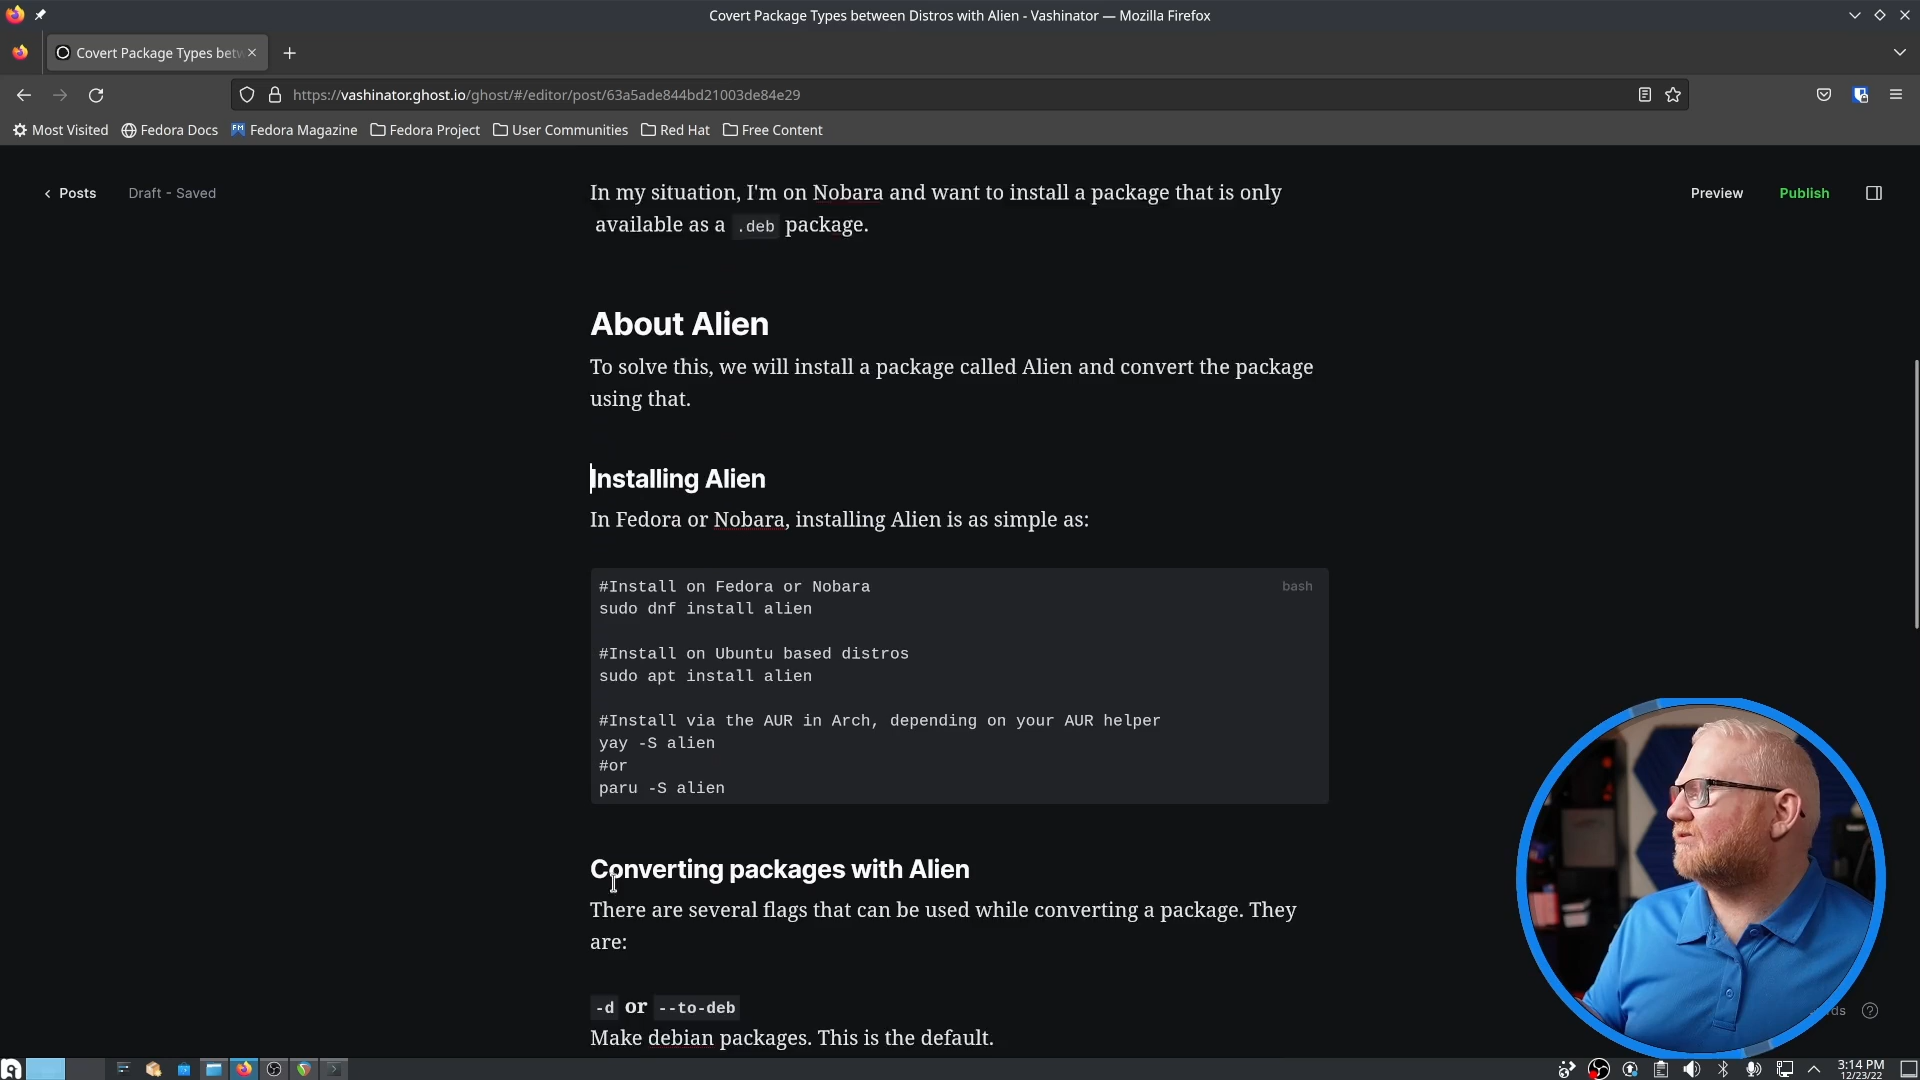 Covert Package Types between Distros with Alien - Vashinator — Mozilla Firefox
Covert Package Types betw
https://vashinator.ghost.io/ghost/#/editor/post/63a5ade844bd21003de84e29
Most Visited Fedora Docs Fedora Magazine Fedora Project User Communities Red Hat Free Content
Posts Draft - Saved Preview Publish
In my situation, I'm on Nobara and want to install a package that is only
available as a .deb package.
About Alien
To solve this, we will install a package called Alien and convert the package
using that.
Installing Alien
In Fedora or Nobara, installing Alien is as simple as:
bash
#Install on Fedora or Nobara
sudo dnf install alien
#Install on Ubuntu based distros
sudo apt install alien
#Install via the AUR in Arch, depending on your AUR helper
yay -S alien
#or
paru -S alien
Converting packages with Alien
There are several flags that can be used while converting a package. They
are:
-d or --to-deb
Make debian packages. This is the default.
3:14 PM
12/23/22